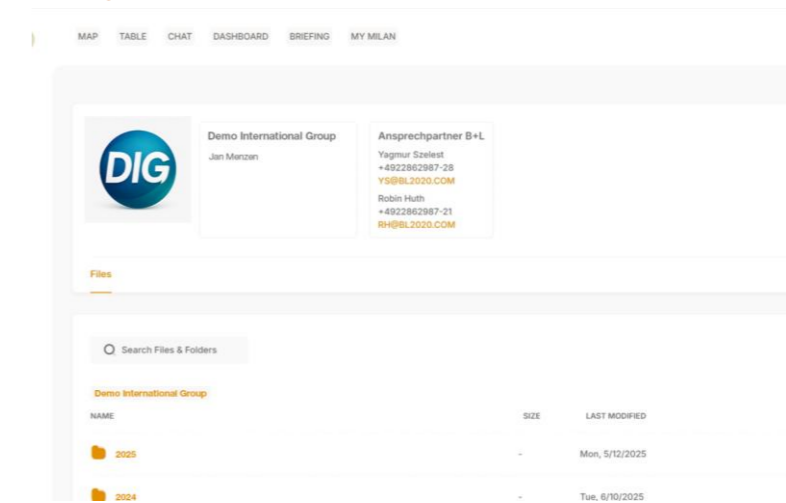 MAP TABLE CHAT DASHBOARD BRIEFING MY MILAN
DIG
Demo International Group
Jan Menzen
Ansprechpartner B+L
Yagmur Szelest
+4922862987-28
YS@BL2020.COM
Robin Huth
+4922862987-21
RH@BL2020.COM
Files
Search Files & Folders
Demo International Group
NAME SIZE LAST MODIFIED
2025 - Mon, 5/12/2025
2024 - Tue, 6/10/2025